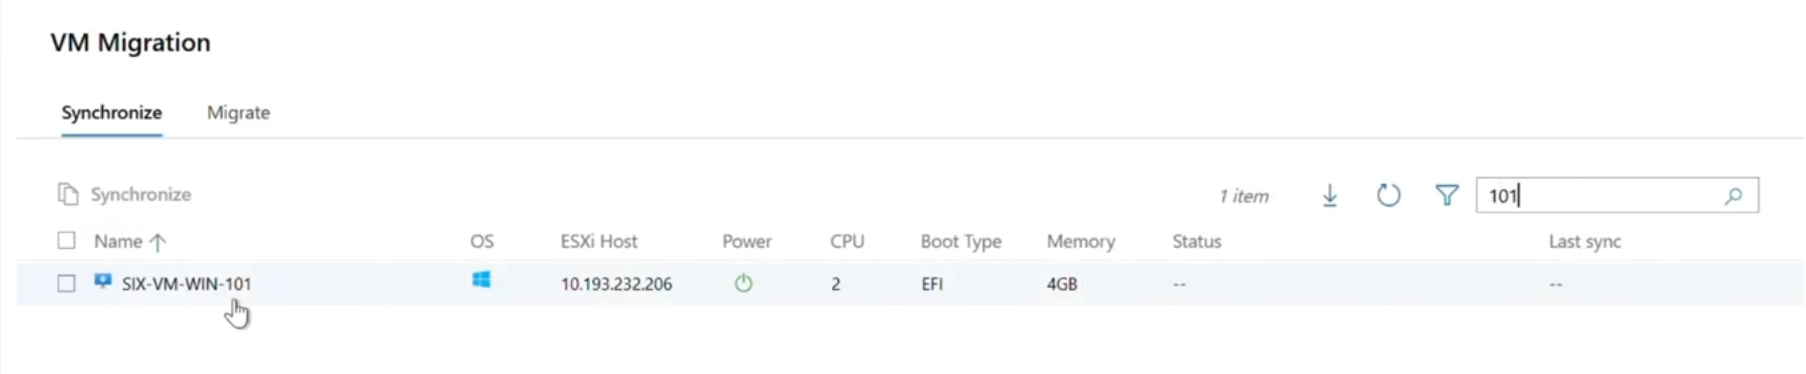 VM Migration
Synchronize Migrate
Synchronize 1 item 101
Name OS ESXi Host Power CPU Boot Type Memory Status Last sync
SIX-VM-WIN-101 10.193.232.206 2 EFI 4GB -- --